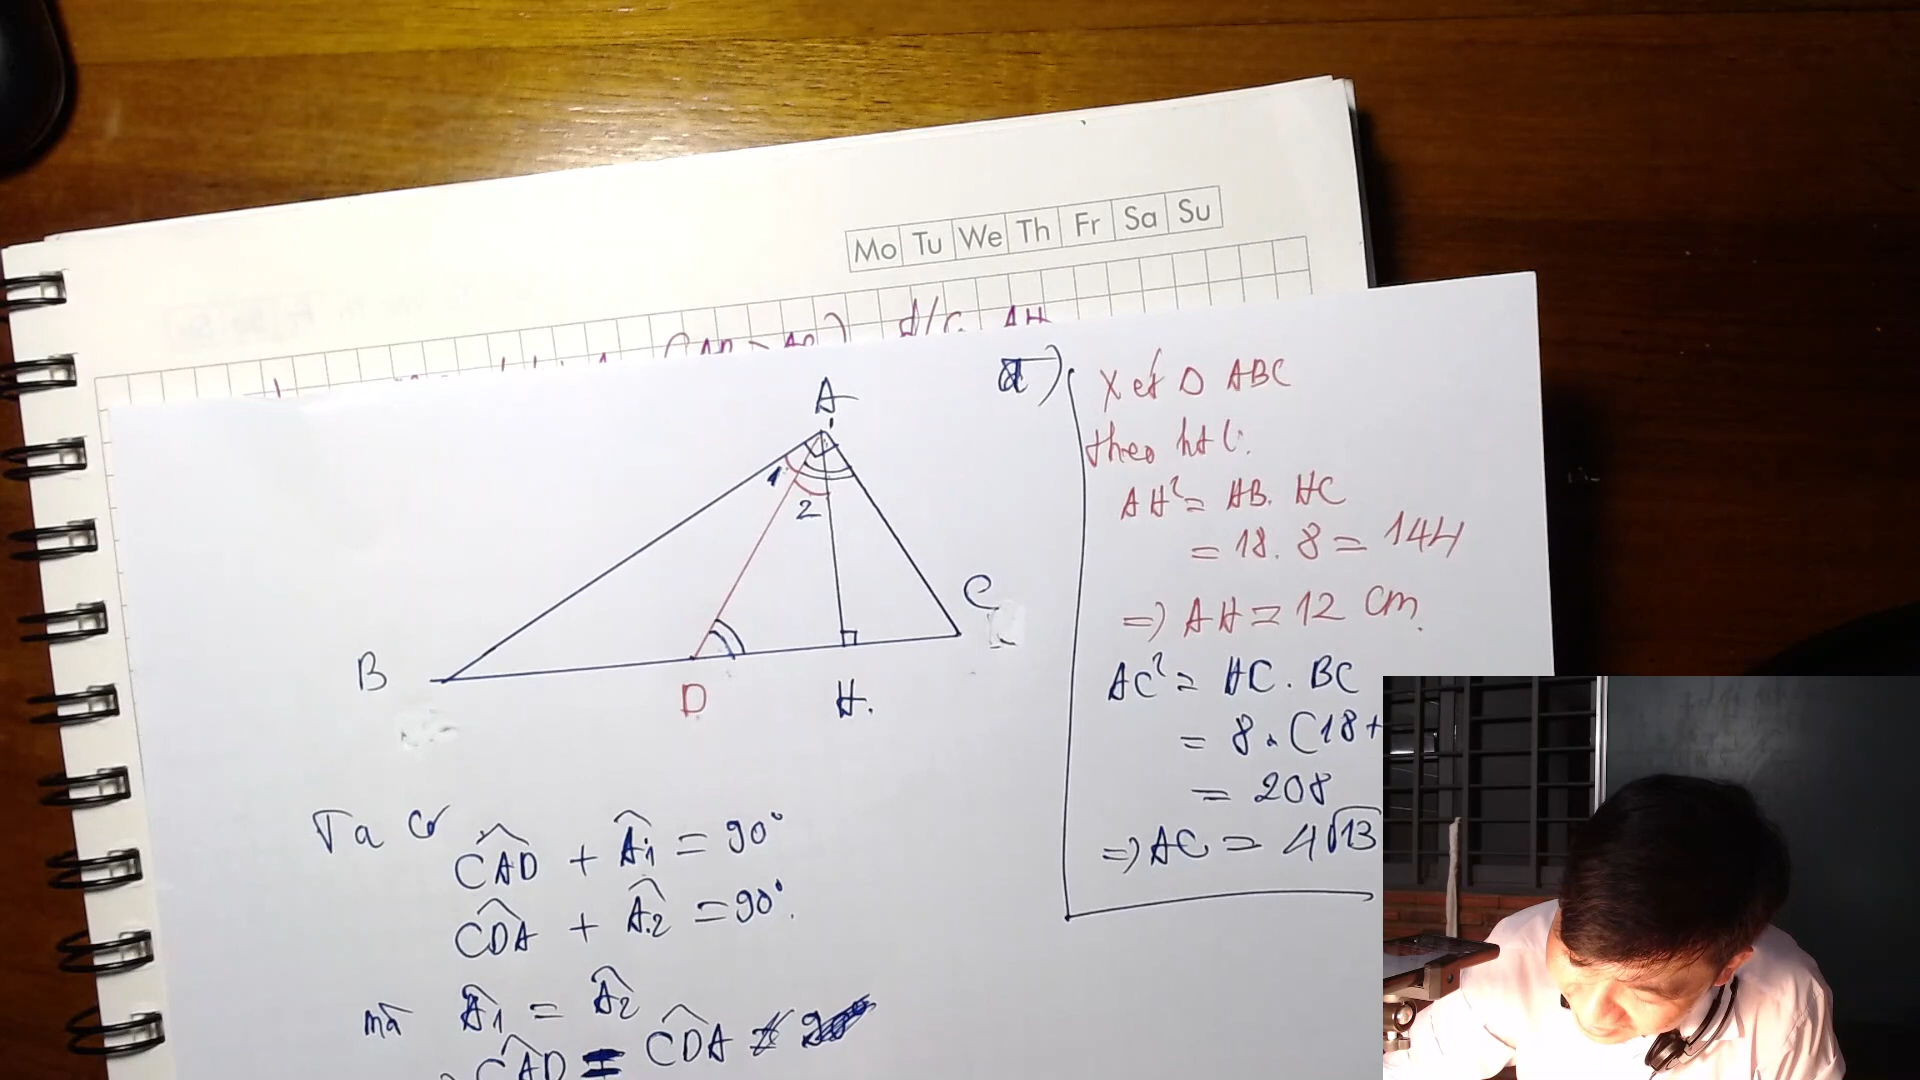 Mo Tu We Th Fr Sa Su
d/c AH
a)
Xét Δ ABC
theo htl:
AH² = HB. HC
= 18. 8 = 144
=> AH = 12 cm.
AC² = HC. BC
= 8. (18+
= 208
=> AC = 4√13
A
1
2
B
D
H.
C
Ta có
CAD + A1 = 90°
CDA + A2 = 90°.
mà A1 = A2
CAD = CDA